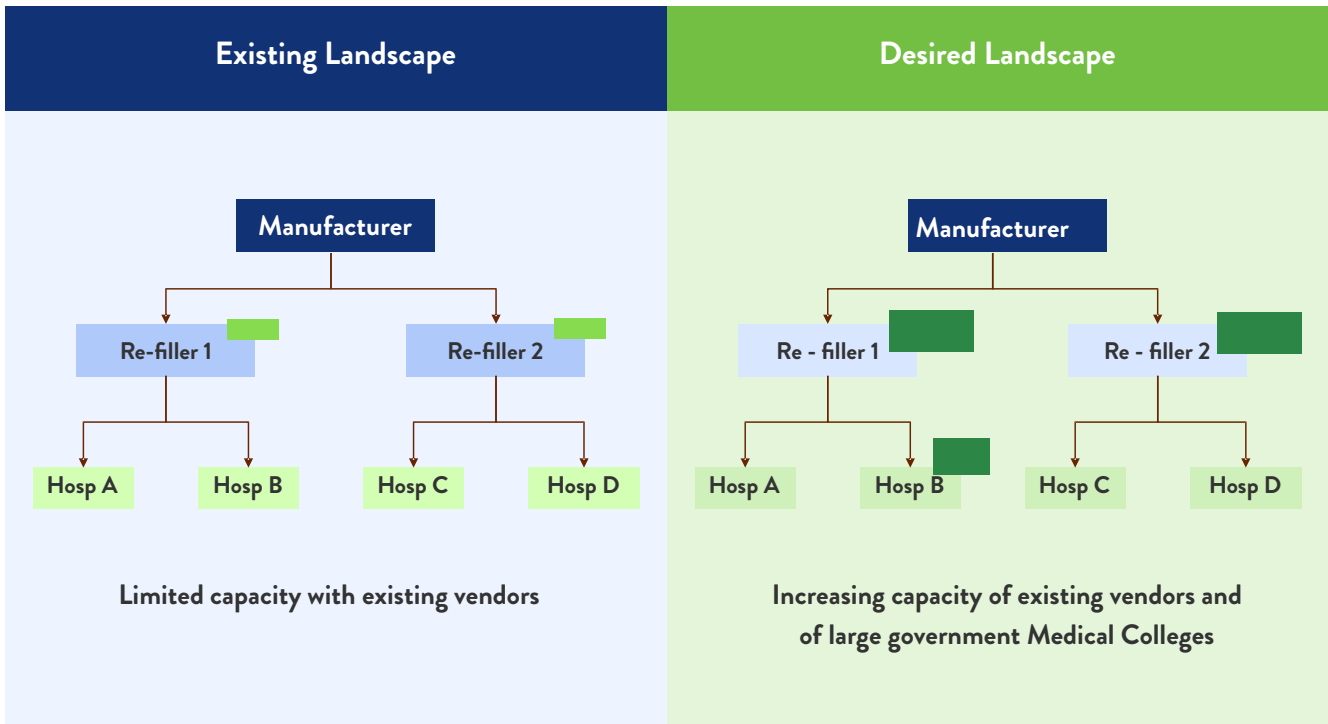 Existing Landscape
Desired Landscape
Manufacturer
Re-filler 1
Re-filler 2
Hosp A
Hosp B
Hosp C
Hosp D
Limited capacity with existing vendors
Manufacturer
Re - filler 1
Re - filler 2
Hosp A
Hosp B
Hosp C
Hosp D
Increasing capacity of existing vendors and
of large government Medical Colleges